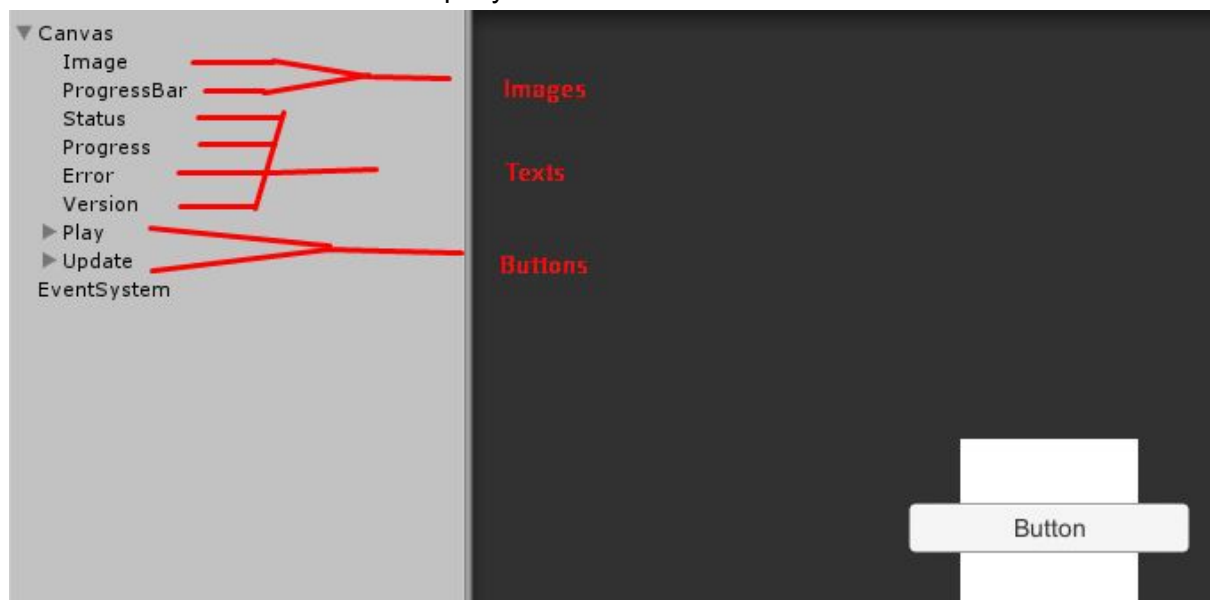 Canvas
Image
ProgressBar
Status
Progress
Error
Version
Play
Update
EventSystem
Images
Texts
Buttons
Button